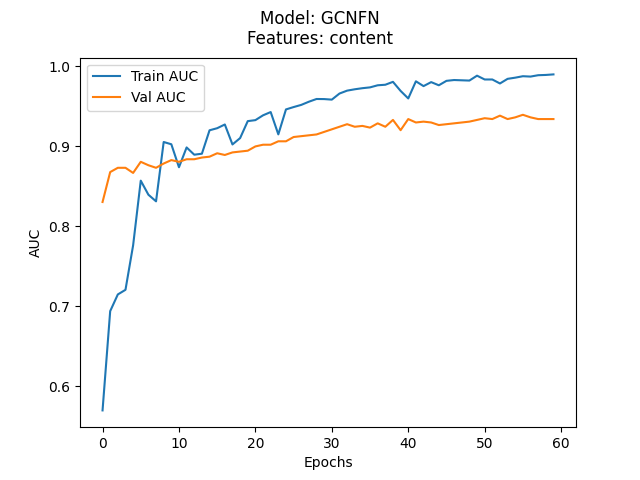 Model: GCNFN
Features: content
Train AUC
Val AUC
1.0
0.9
0.8
0.7
0.6
AUC
0 10 20 30 40 50 60
Epochs